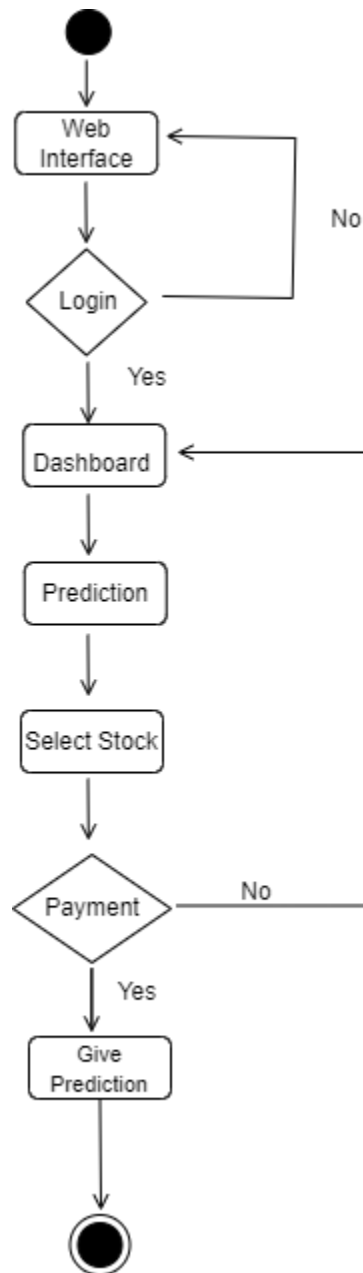 Web
Interface
No
Login
Yes
Dashboard
Prediction
Select Stock
Payment
No
Yes
Give
Prediction